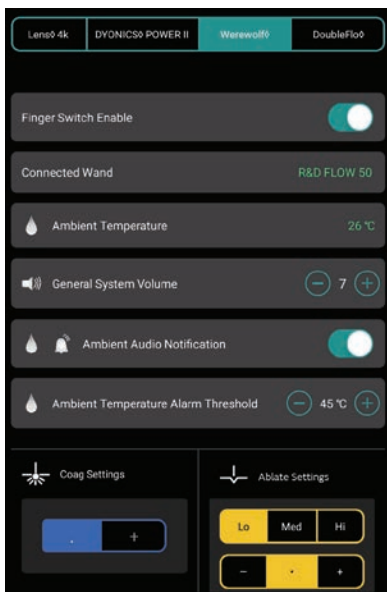 Lens◊ 4k DYONICS◊ POWER II Werewolf◊ DoubleFlo◊
Finger Switch Enable
Connected Wand R&D FLOW 50
Ambient Temperature 26 °C
General System Volume − 7 +
Ambient Audio Notification
Ambient Temperature Alarm Threshold − 45 °C +
Coag Settings Ablate Settings
Lo Med Hi
. +
− • +